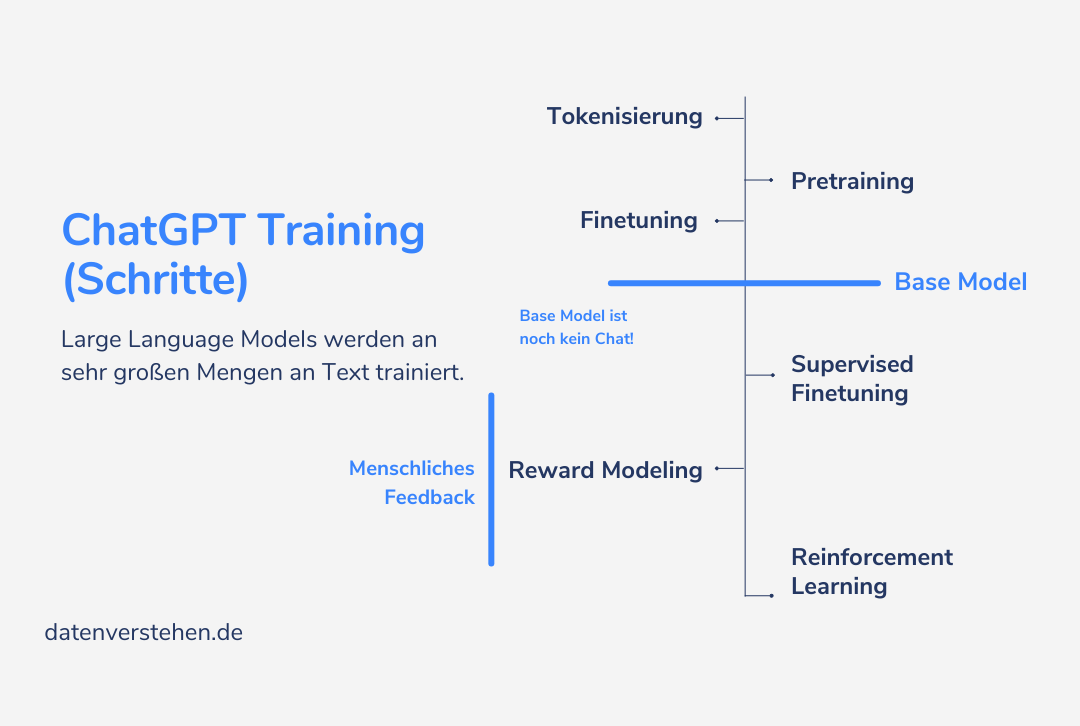 ChatGPT Training
(Schritte)
Large Language Models werden an
sehr großen Mengen an Text trainiert.
Tokenisierung
Pretraining
Finetuning
Base Model
Base Model ist
noch kein Chat!
Supervised
Finetuning
Menschliches
Feedback
Reward Modeling
Reinforcement
Learning
datenverstehen.de